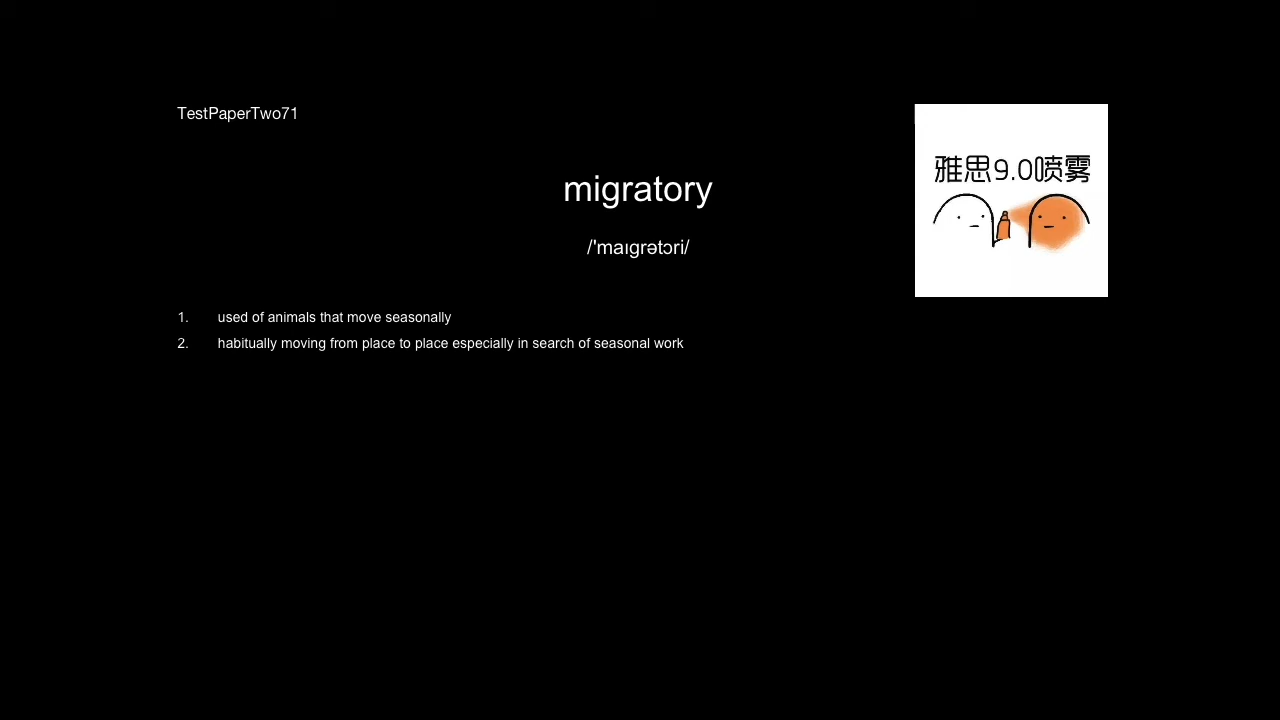 TestPaperTwo71
雅思9.0喷雾
migratory
/'maɪgrətɔri/
1. used of animals that move seasonally
2. habitually moving from place to place especially in search of seasonal work